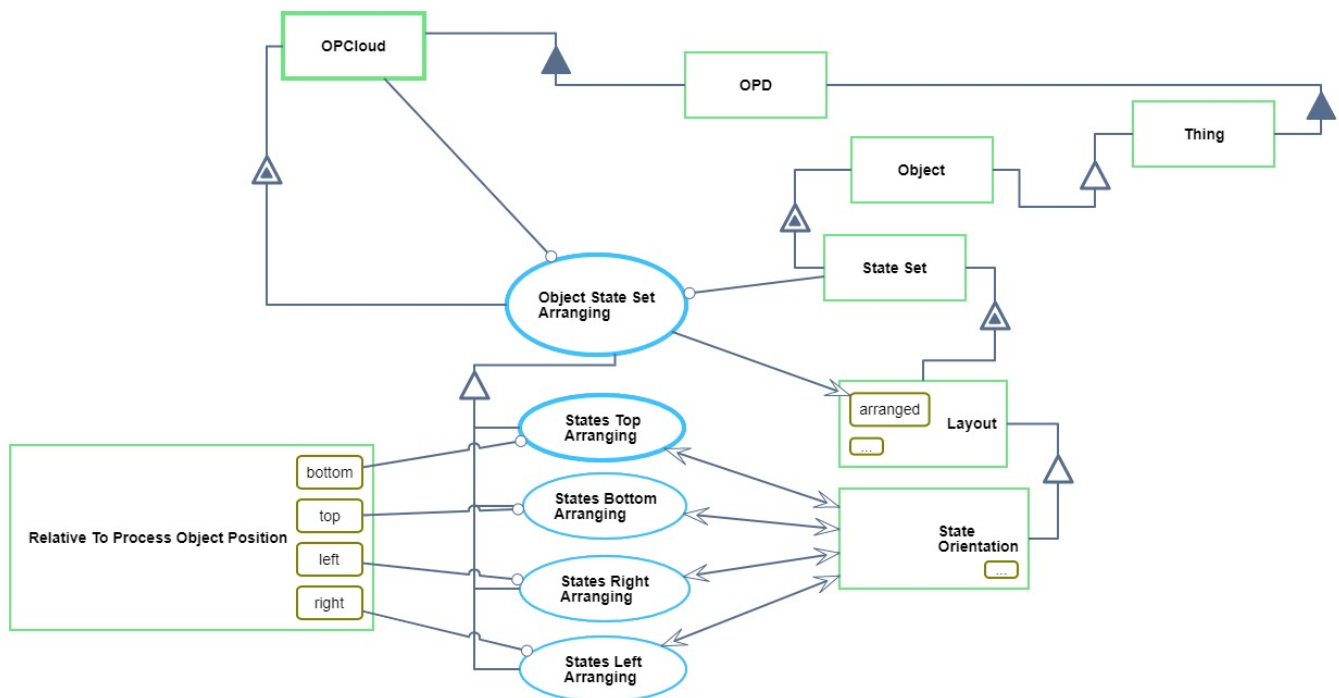 OPCloud
OPD
Thing
Object
State Set
Object State Set
Arranging
arranged
Layout
...
States Top
Arranging
bottom
States Bottom
Arranging
top
Relative To Process Object Position
State
Orientation
...
left
States Right
Arranging
right
States Left
Arranging